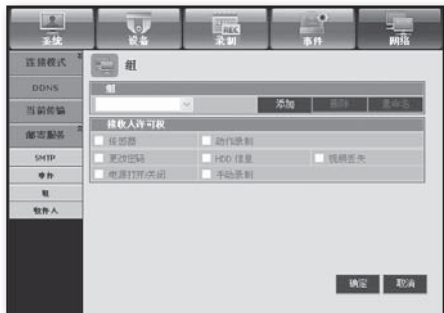 系统 设备 录制 事件 网络
REC
连接模式
DDNS
当前传输
邮寄服务
SMTP
事件
组
收件人
组
组
添加 删除 重命名
接收人许可权
传感器 动作录制
更改密码 HDD 信息 视频丢失
电源打开/关闭 手动录制
确定 取消